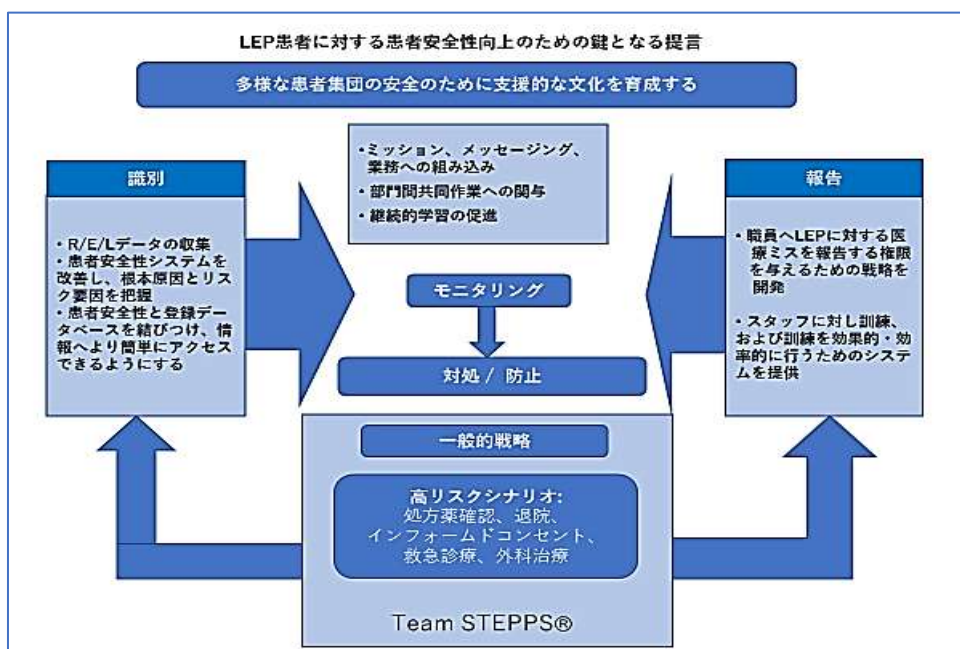 LEP患者に対する患者安全性向上のための鍵となる提言
多様な患者集団の安全のために支援的な文化を育成する
・ミッション、メッセージング、
業務への組み込み
・部門間共同作業への関与
・継続的学習の促進
識別
・R/E/Lデータの収集
・患者安全性システムを
改善し、根本原因とリス
ク要因を把握
・患者安全性と登録デー
タベースを結びつけ、情
報へより簡単にアクセス
できるようにする
報告
・職員へLEPに対する医
療ミスを報告する権限
を与えるための戦略を
開発
・スタッフに対し訓練、
および訓練を効果的・効
率的に行うためのシステ
ムを提供
モニタリング
対処 / 防止
一般的戦略
高リスクシナリオ:
処方薬確認、退院、
インフォームドコンセント、
救急診療、外科治療
Team STEPPS®